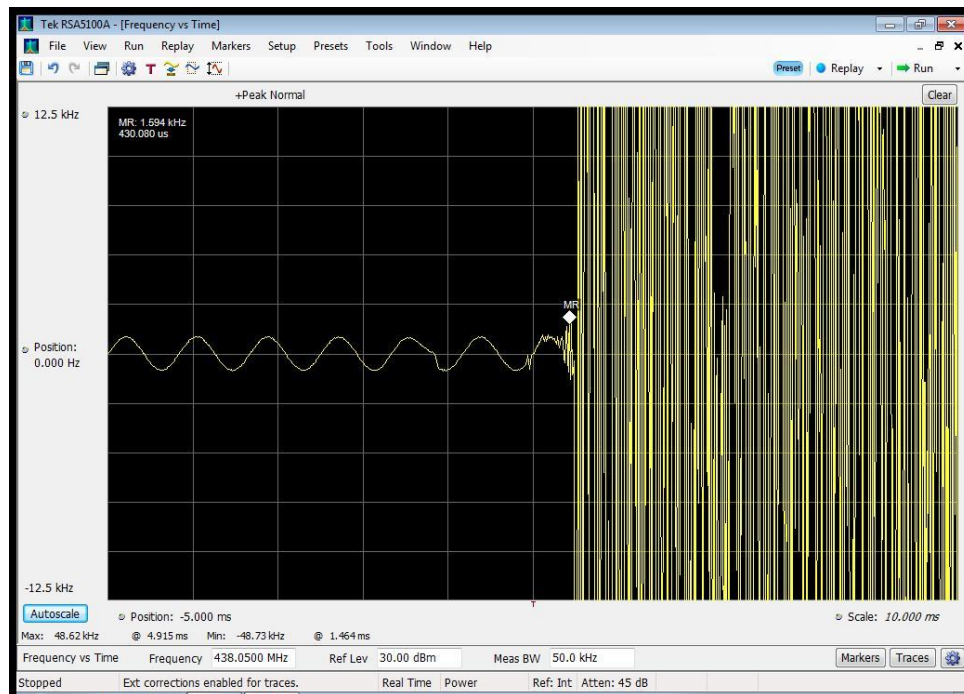 Tek RSA5100A - [Frequency vs Time]
File View Run Replay Markers Setup Presets Tools Window Help
T Preset Replay Run
+Peak Normal Clear
12.5 kHz
MR: 1.594 kHz
430.080 us
MR
Position:
0.000 Hz
-12.5 kHz
T
Autoscale Position: -5.000 ms Scale: 10.000 ms
Max: 48.62 kHz @ 4.915 ms Min: -48.73 kHz @ 1.464 ms
Frequency vs Time Frequency 438.0500 MHz Ref Lev 30.00 dBm Meas BW 50.0 kHz Markers Traces
Stopped Ext corrections enabled for traces. Real Time Power Ref: Int Atten: 45 dB